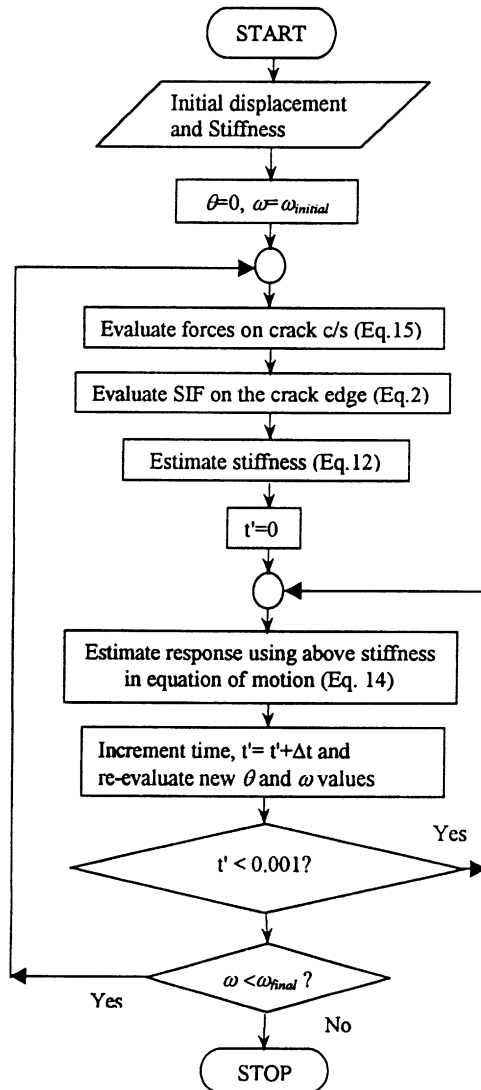 START
Initial displacement
and Stiffness
θ=0, ω=ω_initial
Evaluate forces on crack c/s (Eq.15)
Evaluate SIF on the crack edge (Eq.2)
Estimate stiffness (Eq.12)
t'=0
Estimate response using above stiffness
in equation of motion (Eq. 14)
Increment time, t'= t'+Δt and
re-evaluate new θ and ω values
Yes
t' < 0.001?
ω <ω_final ?
Yes
No
STOP